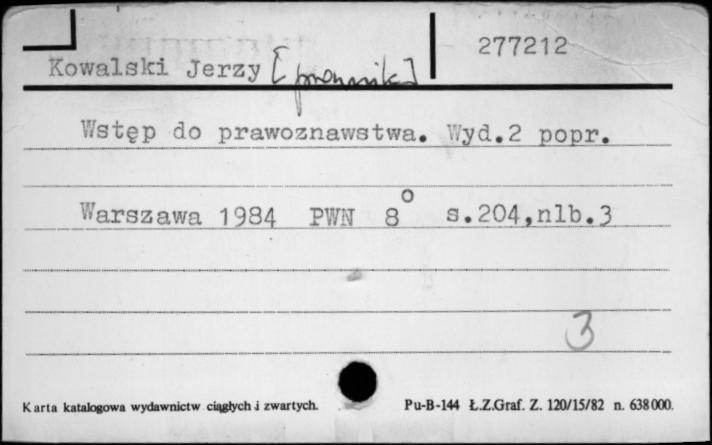 277212
Kowalski Jerzy [prawnik]
Wstęp do prawoznawstwa. Wyd.2 popr.
Warszawa 1984 PWN 8° s.204,nlb.3
3
Karta katalogowa wydawnictw ciągłych i zwartych. Pu-B-144 Ł.Z.Graf. Z. 120/15/82 n. 638000.